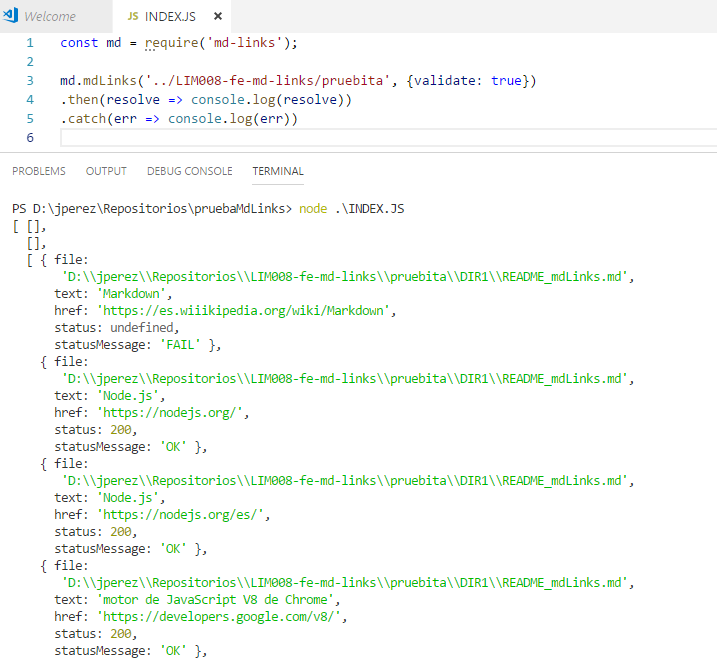 Welcome
JS INDEX.JS ×
1 const md = require('md-links');
2
3 md.mdLinks('../LIM008-fe-md-links/pruebita', {validate: true})
4 .then(resolve => console.log(resolve))
5 .catch(err => console.log(err))
6
PROBLEMS OUTPUT DEBUG CONSOLE TERMINAL
PS D:\jperez\Repositorios\pruebaMdLinks> node .\INDEX.JS
[ [],
  [],
  [ { file:
       'D:\\jperez\\Repositorios\\LIM008-fe-md-links\\pruebita\\DIR1\\README_mdLinks.md',
      text: 'Markdown',
      href: 'https://es.wiiikipedia.org/wiki/Markdown',
      status: undefined,
      statusMessage: 'FAIL' },
    { file:
       'D:\\jperez\\Repositorios\\LIM008-fe-md-links\\pruebita\\DIR1\\README_mdLinks.md',
      text: 'Node.js',
      href: 'https://nodejs.org/',
      status: 200,
      statusMessage: 'OK' },
    { file:
       'D:\\jperez\\Repositorios\\LIM008-fe-md-links\\pruebita\\DIR1\\README_mdLinks.md',
      text: 'Node.js',
      href: 'https://nodejs.org/es/',
      status: 200,
      statusMessage: 'OK' },
    { file:
       'D:\\jperez\\Repositorios\\LIM008-fe-md-links\\pruebita\\DIR1\\README_mdLinks.md',
      text: 'motor de JavaScript V8 de Chrome',
      href: 'https://developers.google.com/v8/',
      status: 200,
      statusMessage: 'OK' },